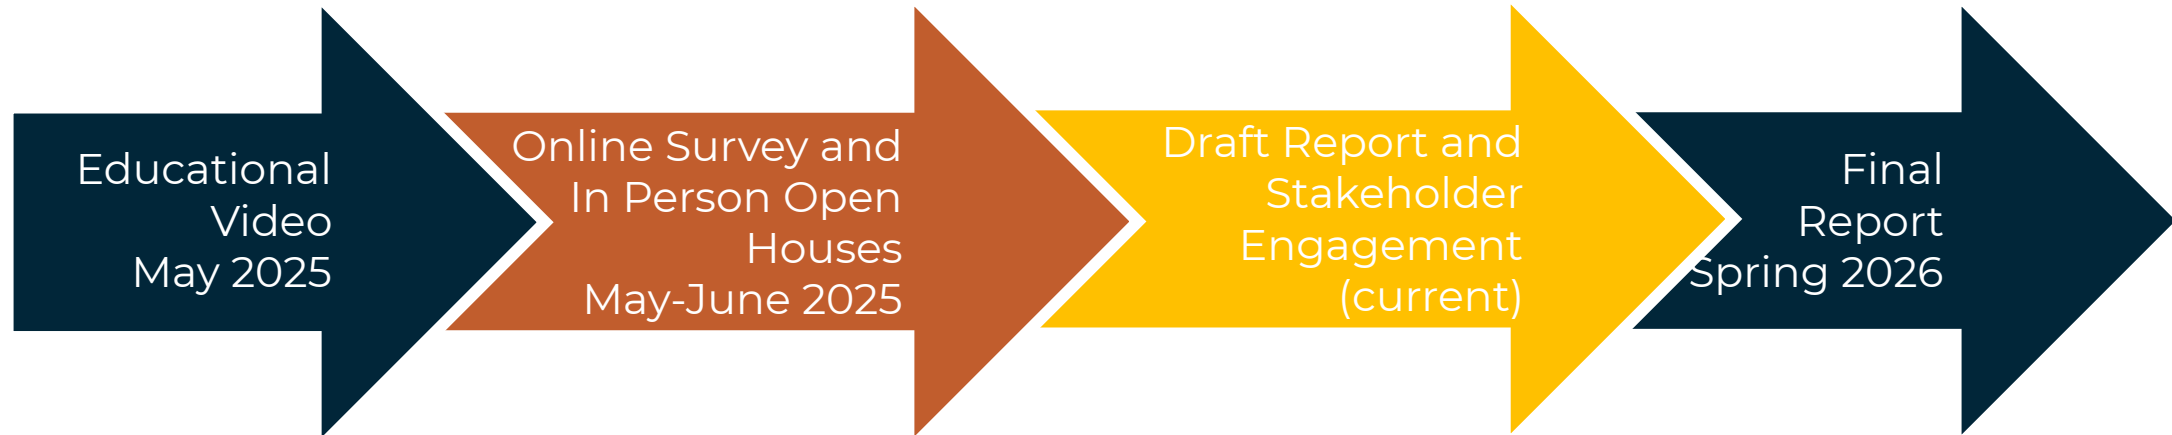 Educational
Video
May 2025
Online Survey and
In Person Open
Houses
May-June 2025
Draft Report and
Stakeholder
Engagement
(current)
Final
Report
Spring 2026